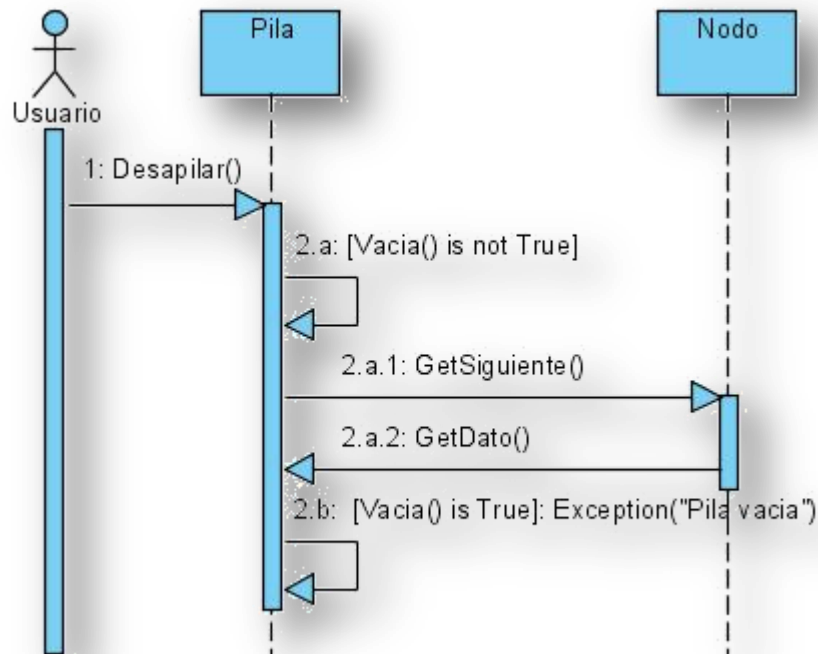 Pila
Nodo
Usuario
1: Desapilar()
2.a: [Vacia() is not True]
2.a.1: GetSiguiente()
2.a.2: GetDato()
2.b: [Vacia() is True]: Exception("Pila vacia")